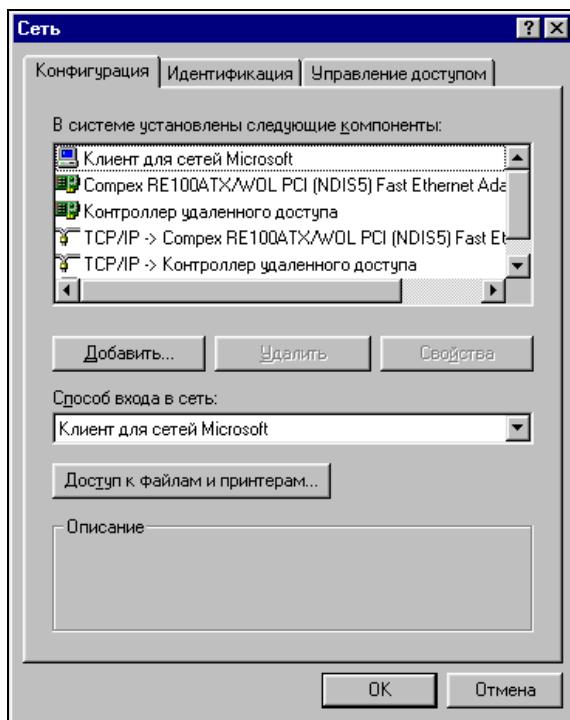 Сеть
Конфигурация Идентификация Управление доступом
В системе установлены следующие компоненты:
Клиент для сетей Microsoft
Compex RE100ATX/WOL PCI (NDIS5) Fast Ethernet Ada
Контроллер удаленного доступа
TCP/IP -> Compex RE100ATX/WOL PCI (NDIS5) Fast Et
TCP/IP -> Контроллер удаленного доступа
Добавить... Удалить Свойства
Способ входа в сеть:
Клиент для сетей Microsoft
Доступ к файлам и принтерам...
Описание
OK Отмена